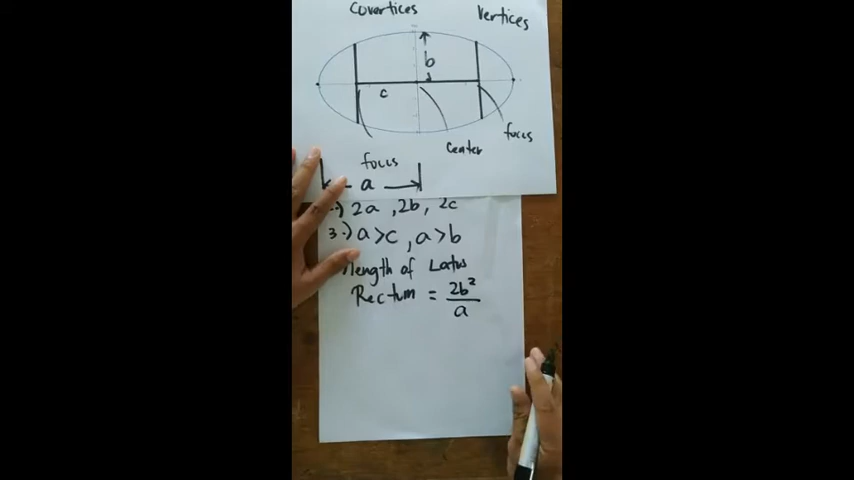 Covertices
Vertices
b
c
focus
center
focus
a
2a, 2b, 2c
3.) a>c, a>b
length of Latus
Rectum = 2b²/a